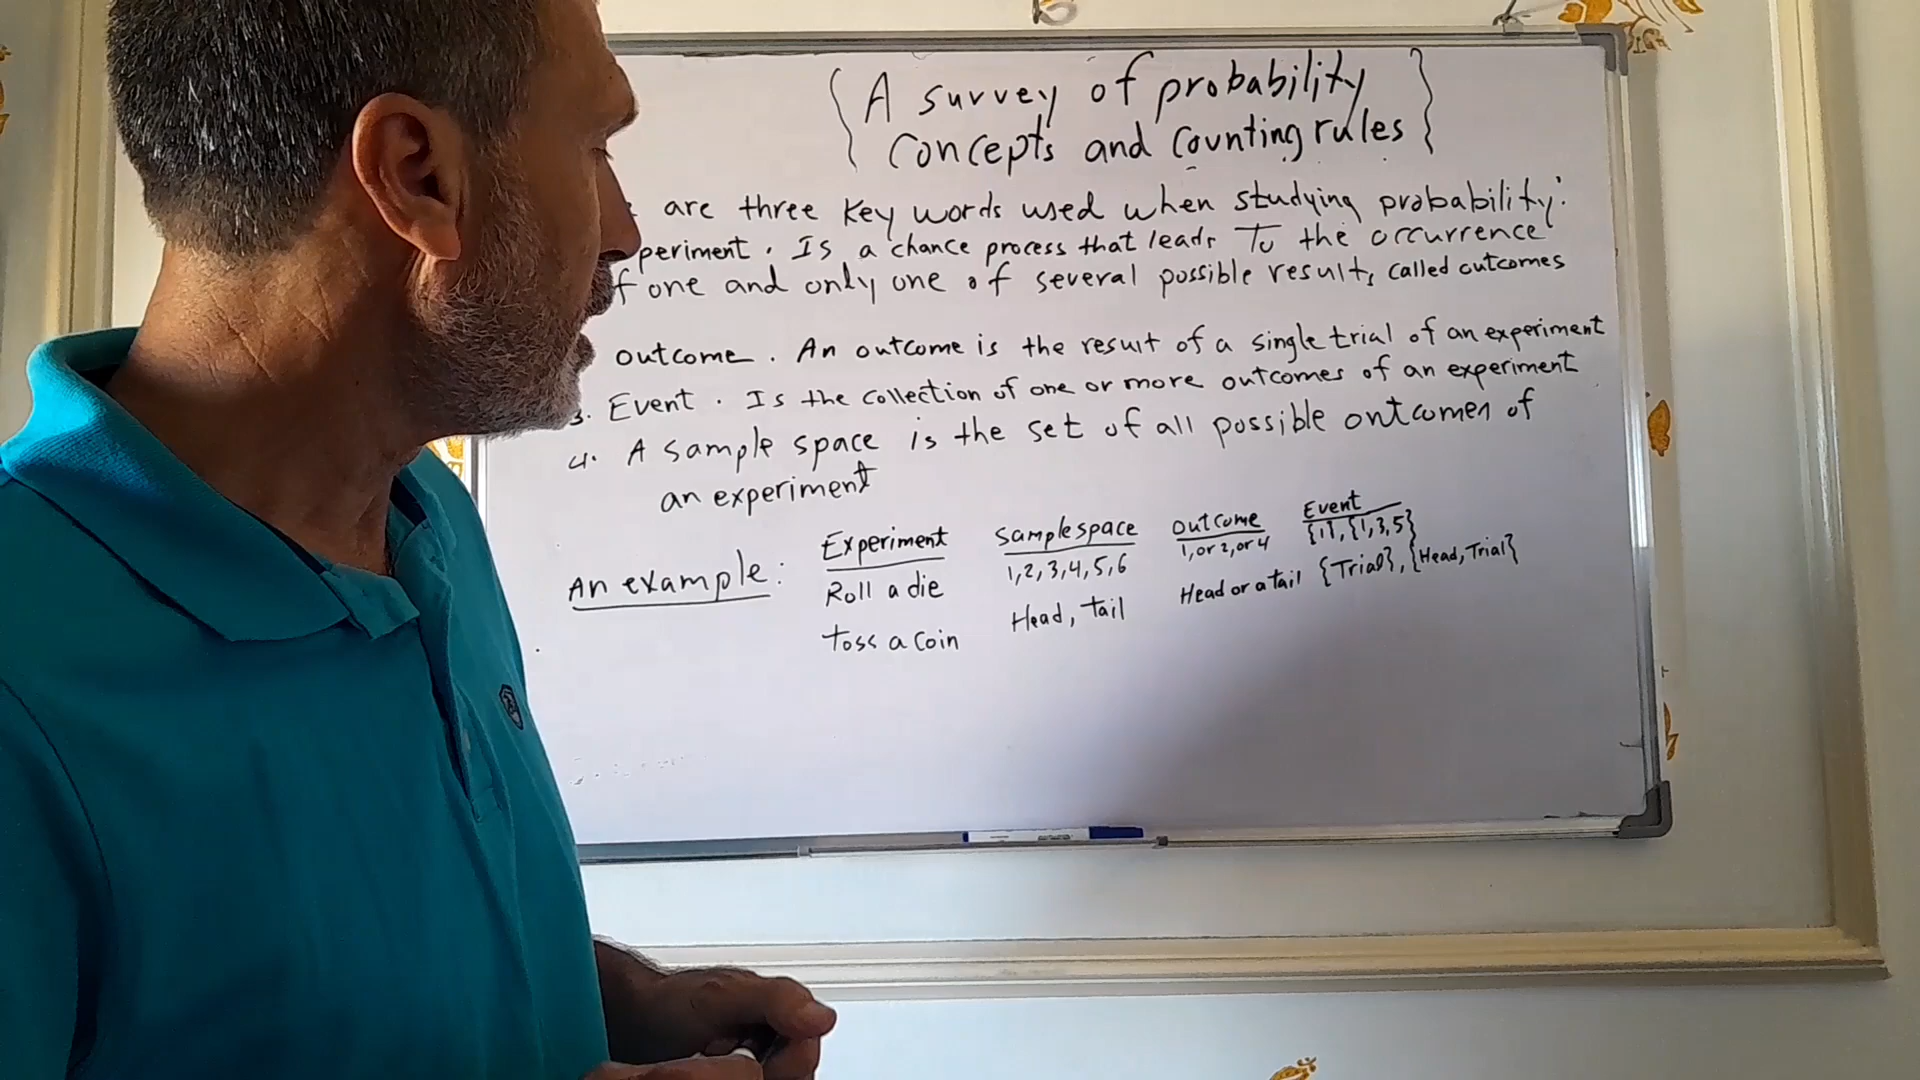 { A survey of probability
concepts and counting rules }
are three key words used when studying probability:
periment. Is a chance process that leads To the occurrence
f one and only one of several possible result, called outcomes
outcome. An outcome is the result of a single trial of an experiment
3. Event. Is the collection of one or more outcomes of an experiment
4. A sample space is the set of all possible outcomes of
an experiment
An example: Experiment Sample space outcome Event
Roll a die 1,2,3,4,5,6 1, or 2, or 4 {1}, {1,3,5}
Toss a Coin Head, tail Head or a tail {Trial}, {Head, Trial}